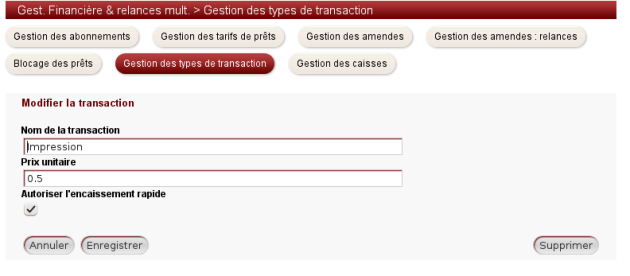 Gest. Financière & relances mult. > Gestion des types de transaction
Gestion des abonnements Gestion des tarifs de prêts Gestion des amendes Gestion des amendes : relances
Blocage des prêts Gestion des types de transaction Gestion des caisses
Modifier la transaction
Nom de la transaction
Impression
Prix unitaire
0.5
Autoriser l'encaissement rapide
Annuler Enregistrer Supprimer